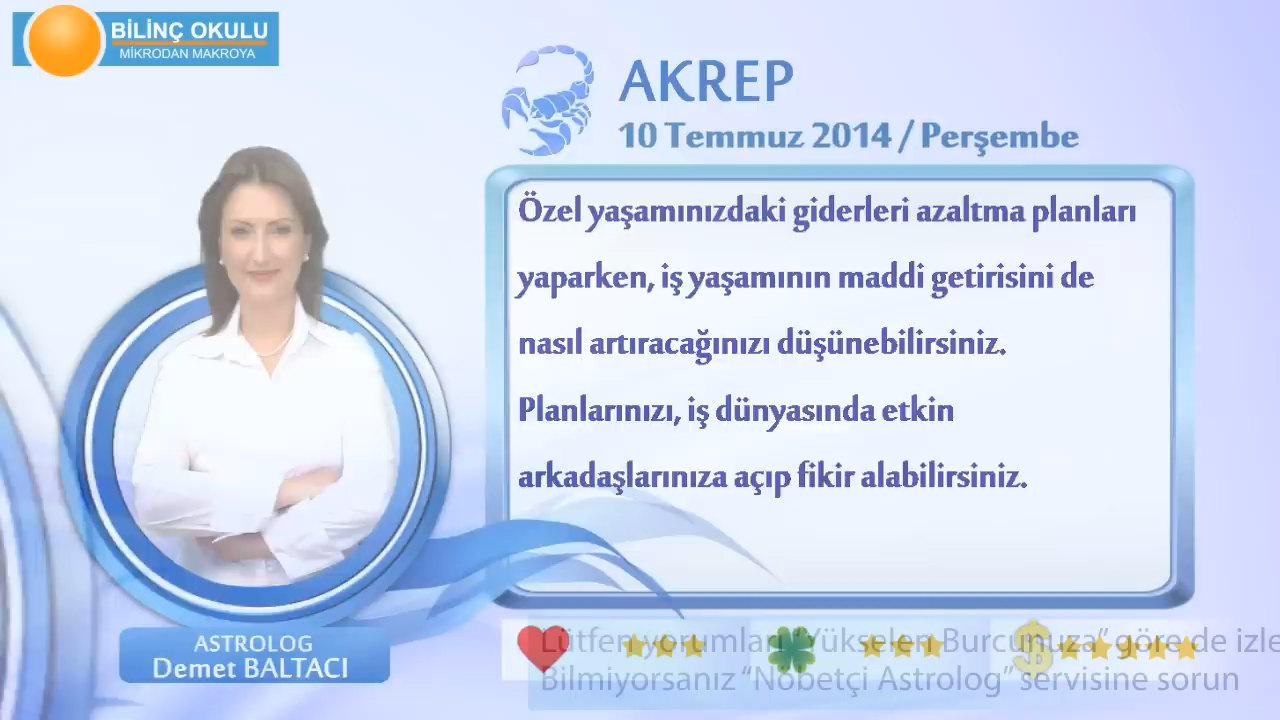 BİLİNÇ OKULU
MİKRODAN MAKROYA
AKREP
10 Temmuz 2014 / Perşembe
Özel yaşamınızdaki giderleri azaltma planları
yaparken, iş yaşamının maddi getirisini de
nasıl artıracağınızı düşünebilirsiniz.
Planlarınızı, iş dünyasında etkin
arkadaşlarınıza açıp fikir alabilirsiniz.
ASTROLOG
Demet BALTACI
Lütfen yorumları "Yükselen Burcunuza" göre de izle
Bilmiyorsanız "Nöbetçi Astrolog" servisine sorun